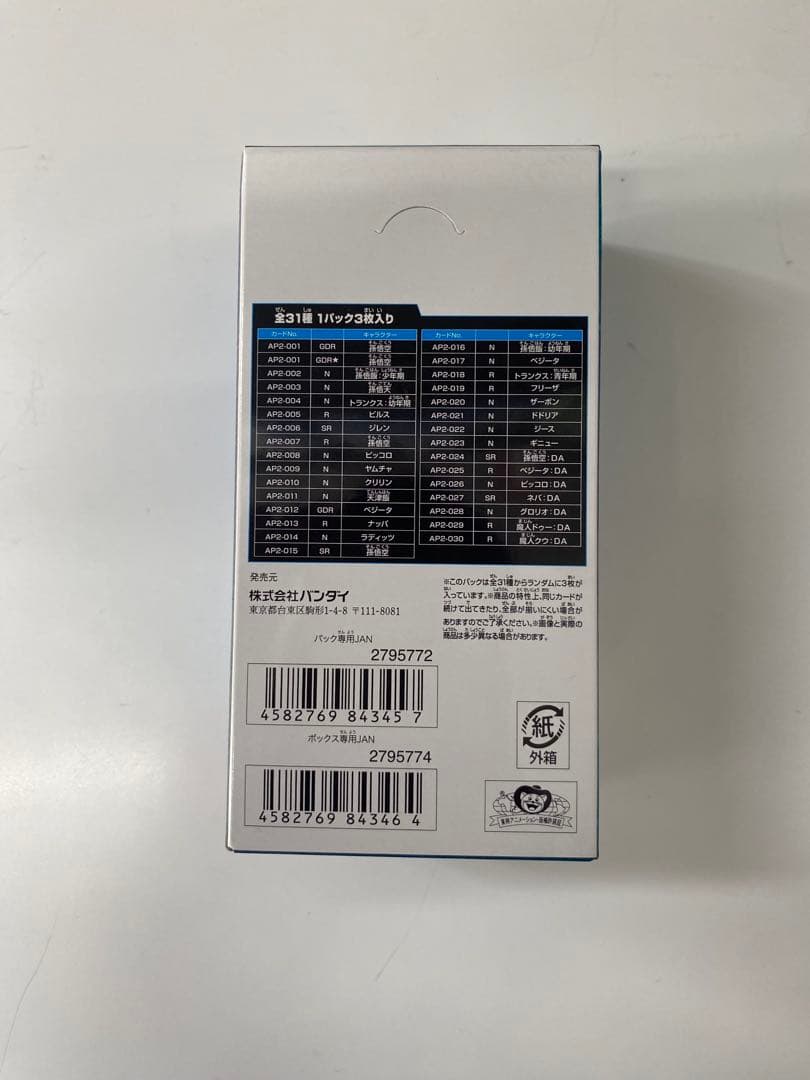 全31種 1パック3枚入り
カードNo. キャラクター
AP2-001 GDR 孫悟空
AP2-001 GDR★ 孫悟空
AP2-002 N 孫悟飯:少年期
AP2-003 N 孫悟天
AP2-004 N トランクス:幼年期
AP2-005 R ビルス
AP2-006 SR ジレン
AP2-007 R 孫悟空
AP2-008 N ピッコロ
AP2-009 N ヤムチャ
AP2-010 N クリリン
AP2-011 N 天津飯
AP2-012 GDR ベジータ
AP2-013 R ナッパ
AP2-014 N ラディッツ
AP2-015 SR 孫悟空
カードNo. キャラクター
AP2-016 N 孫悟飯:幼年期
AP2-017 N ベジータ
AP2-018 R トランクス:青年期
AP2-019 R フリーザ
AP2-020 N ザーボン
AP2-021 N ドドリア
AP2-022 N ジース
AP2-023 N ギニュー
AP2-024 SR 孫悟空:DA
AP2-025 R ベジータ:DA
AP2-026 N ピッコロ:DA
AP2-027 SR ネバ:DA
AP2-028 N グロリオ:DA
AP2-029 R 魔人ドゥー:DA
AP2-030 R 魔人クウ:DA
発売元
株式会社バンダイ
東京都台東区駒形1-4-8 〒111-8081
※このパックは全31種からランダムに3枚が
入っています。※商品の特性上、同じカードが
続けて出てきたり、全部が揃いにくい場合が
ありますのでご了承ください。※画像と実際の
商品は多少異なる場合があります。
パック専用JAN
2795772
4582769 843457
ボックス専用JAN
2795774
4582769 843464
紙
外箱
東映アニメーション・版権許諾証